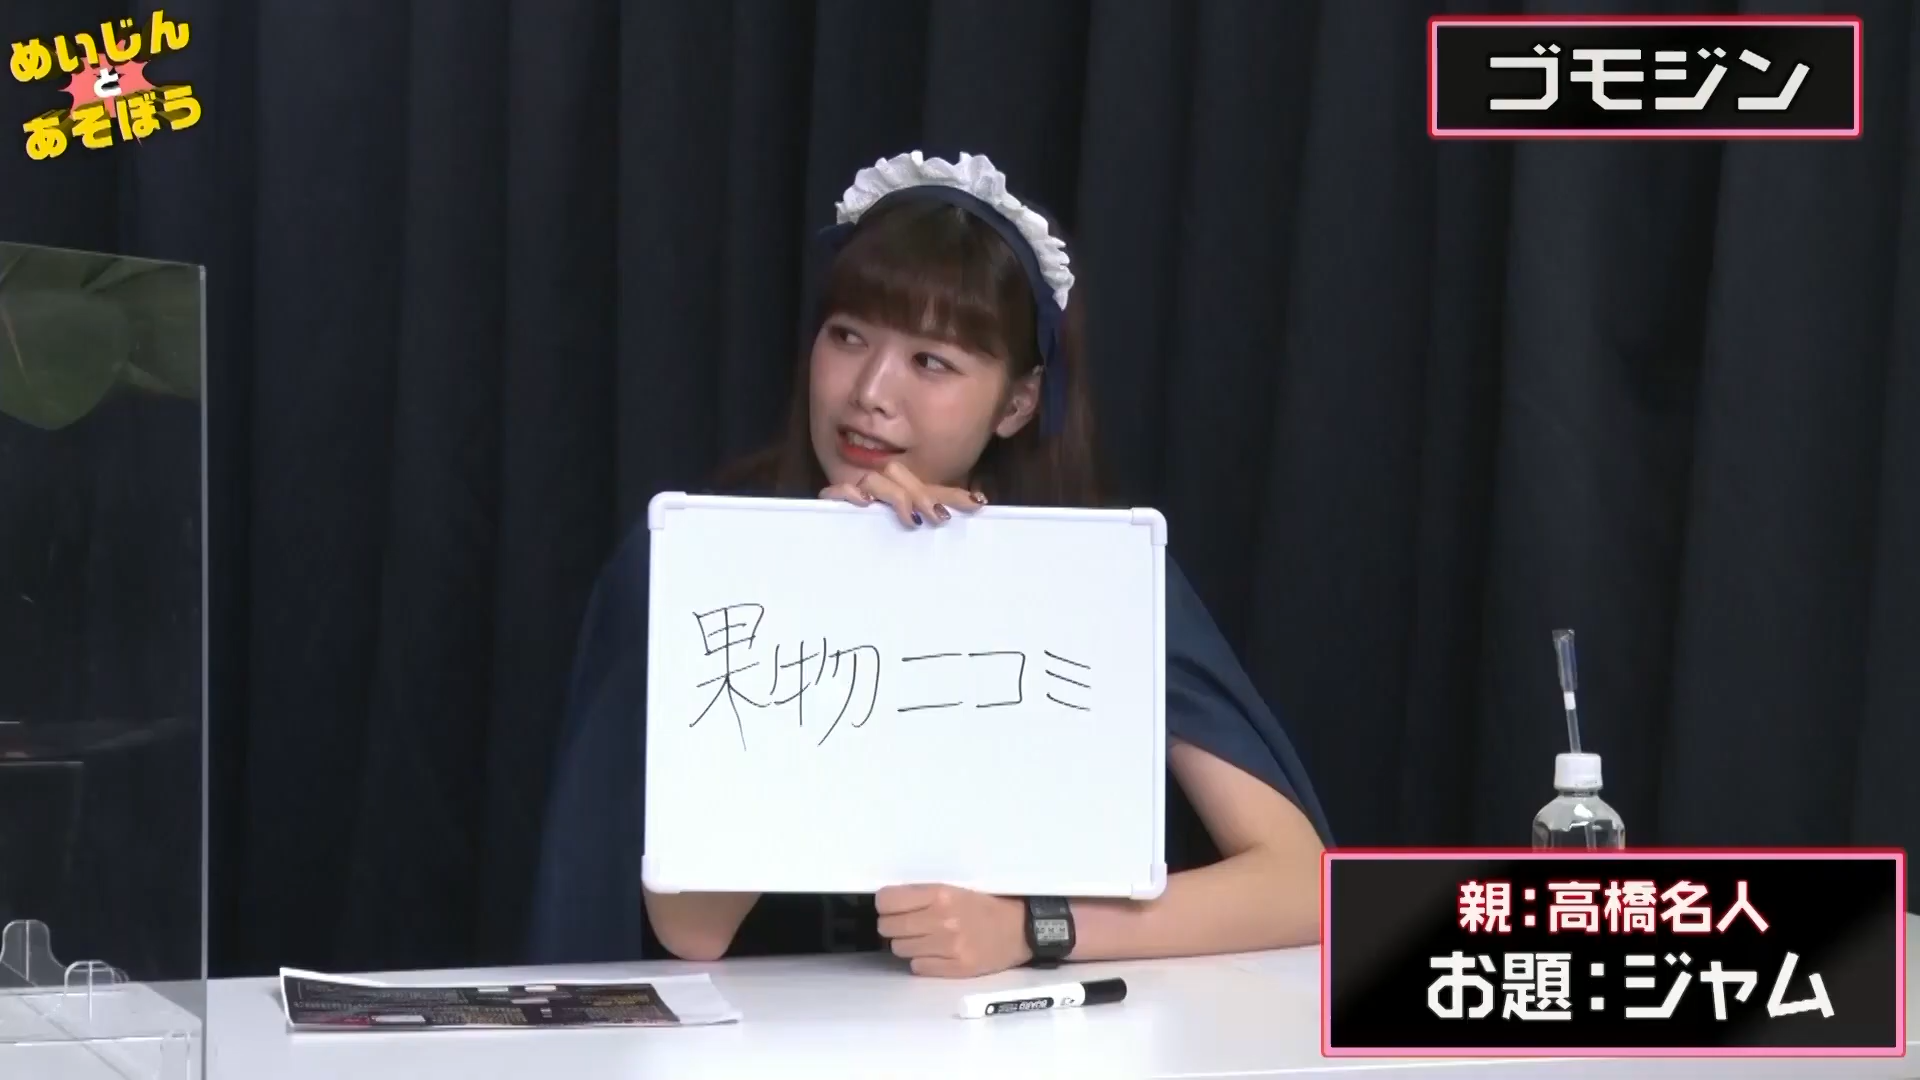 めいじん
と
あそぼう
ゴモジン
果物ニコミ
親：高橋名人
お題：ジャム